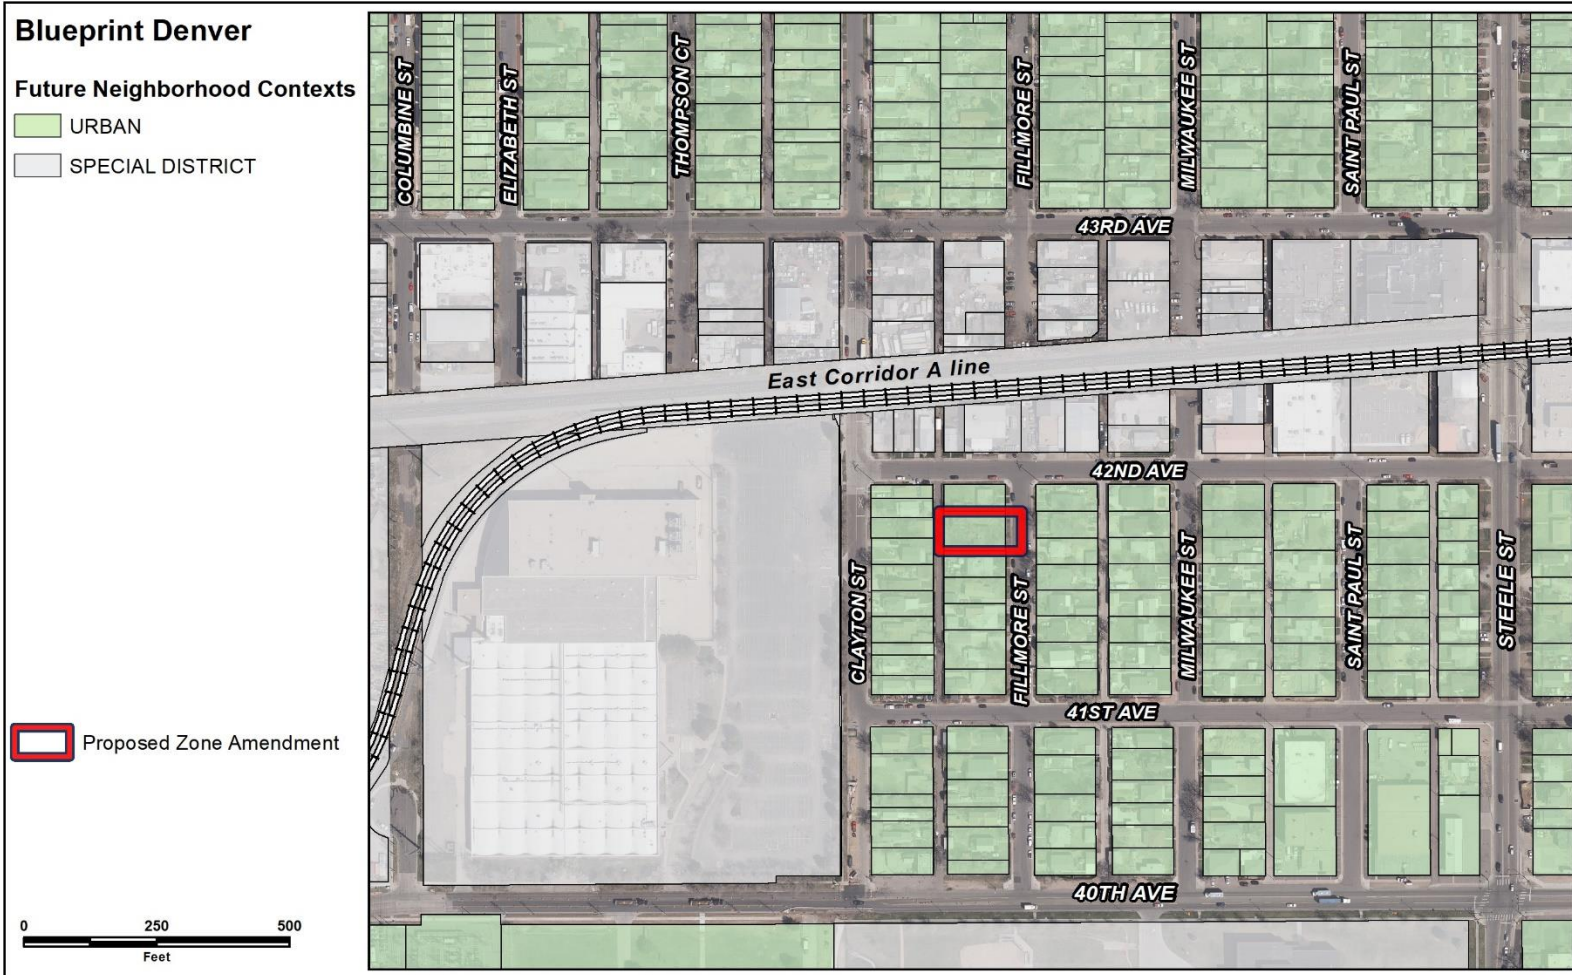 Blueprint Denver
Future Neighborhood Contexts
URBAN
SPECIAL DISTRICT
COLUMBINE ST
ELIZABETH ST
THOMPSON CT
FILLMORE ST
MILWAUKEE ST
SAINT PAUL ST
43RD AVE
East Corridor A line
42ND AVE
CLAYTON ST
FILLMORE ST
MILWAUKEE ST
SAINT PAUL ST
STEELE ST
41ST AVE
Proposed Zone Amendment
40TH AVE
0 250 500
Feet